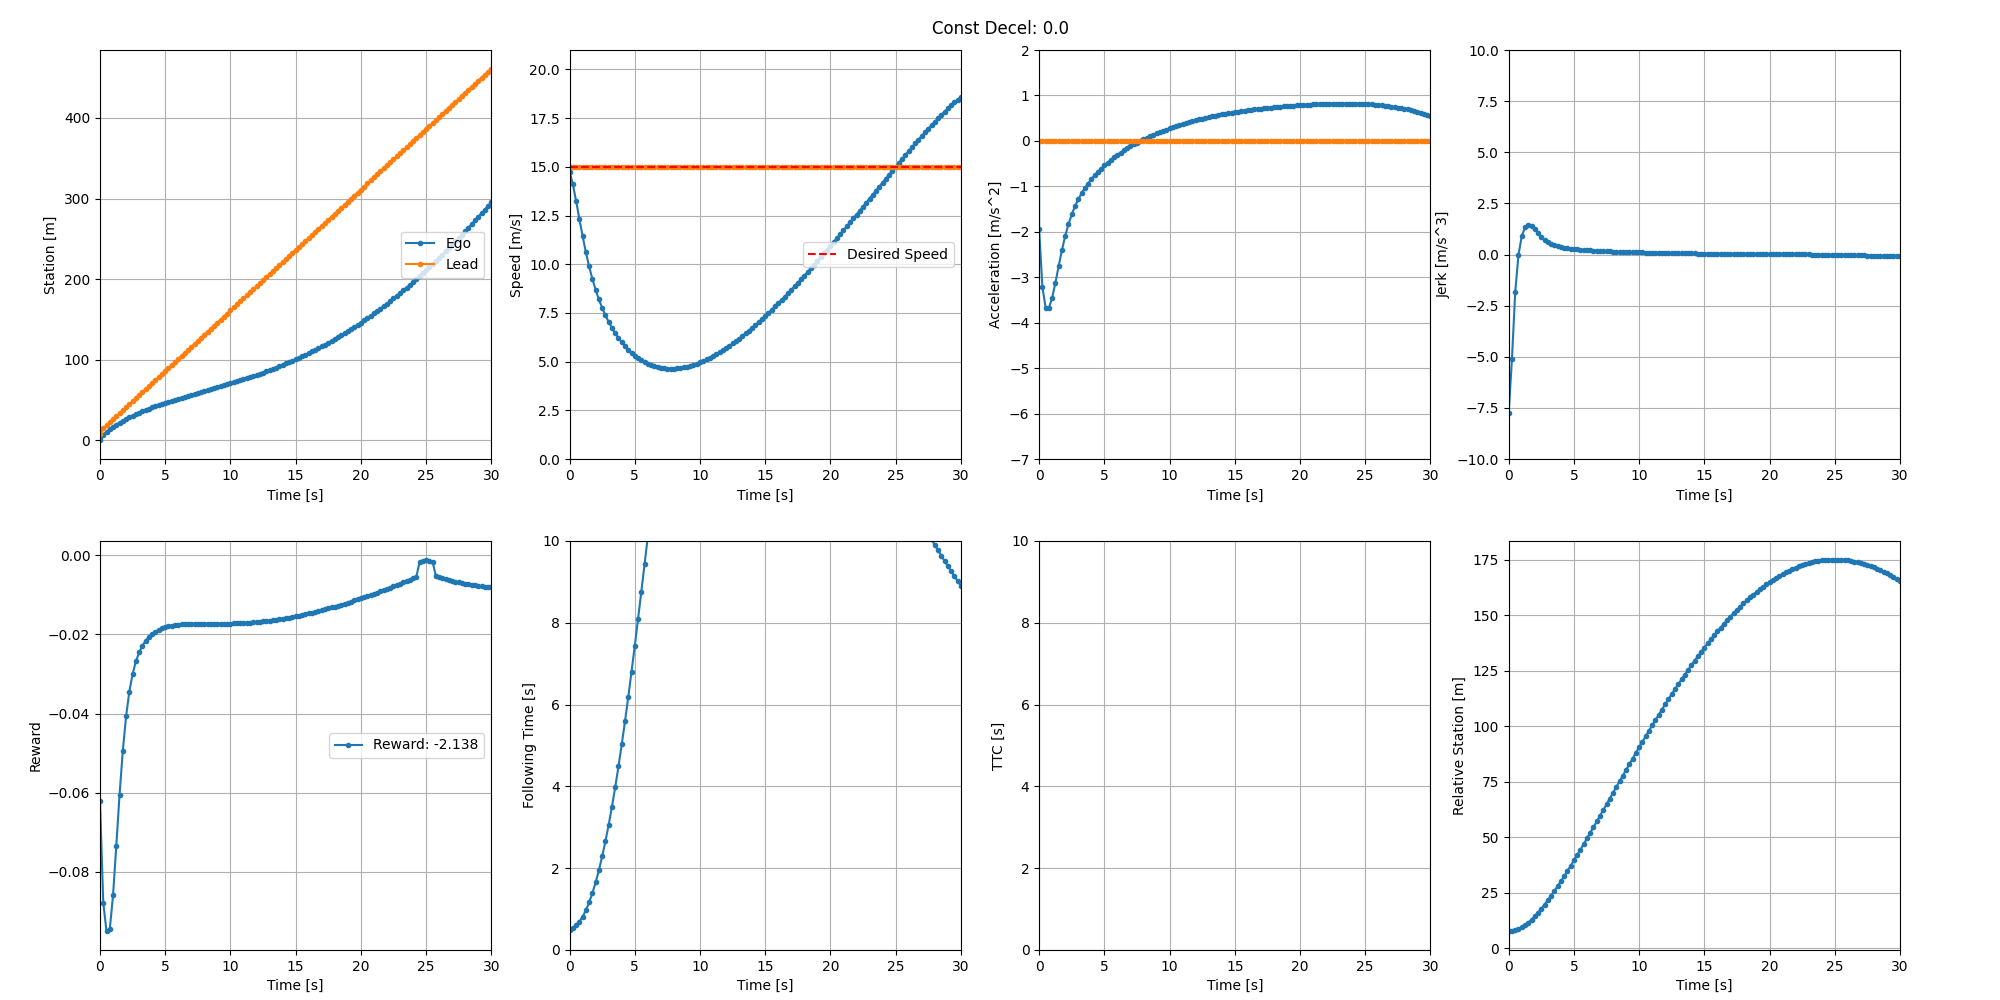 Const Decel: 0.0
Station [m]
400
300
200
100
0
Ego
Lead
0 5 10 15 20 25 30
Time [s]
Speed [m/s]
20.0
17.5
15.0
12.5
10.0
7.5
5.0
2.5
0.0
Desired Speed
0 5 10 15 20 25 30
Time [s]
Acceleration [m/s^2]
2
1
0
−1
−2
−3
−4
−5
−6
−7
0 5 10 15 20 25 30
Time [s]
Jerk [m/s^3]
10.0
7.5
5.0
2.5
0.0
−2.5
−5.0
−7.5
−10.0
0 5 10 15 20 25 30
Time [s]
Reward
0.00
−0.02
−0.04
−0.06
−0.08
Reward: -2.138
0 5 10 15 20 25 30
Time [s]
Following Time [s]
10
8
6
4
2
0
0 5 10 15 20 25 30
Time [s]
TTC [s]
10
8
6
4
2
0
0 5 10 15 20 25 30
Time [s]
Relative Station [m]
175
150
125
100
75
50
25
0
0 5 10 15 20 25 30
Time [s]